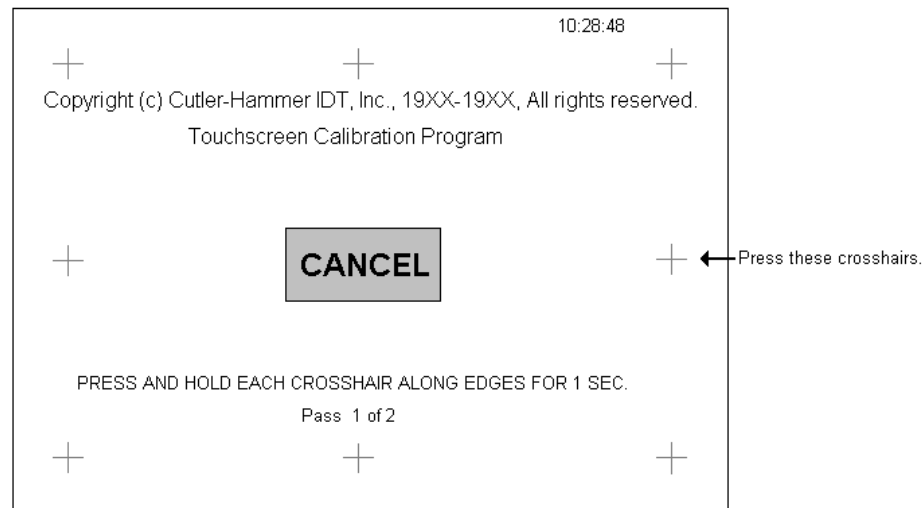 10:28:48
Copyright (c) Cutler-Hammer IDT, Inc., 19XX-19XX, All rights reserved.
Touchscreen Calibration Program
CANCEL
Press these crosshairs.
PRESS AND HOLD EACH CROSSHAIR ALONG EDGES FOR 1 SEC.
Pass 1 of 2